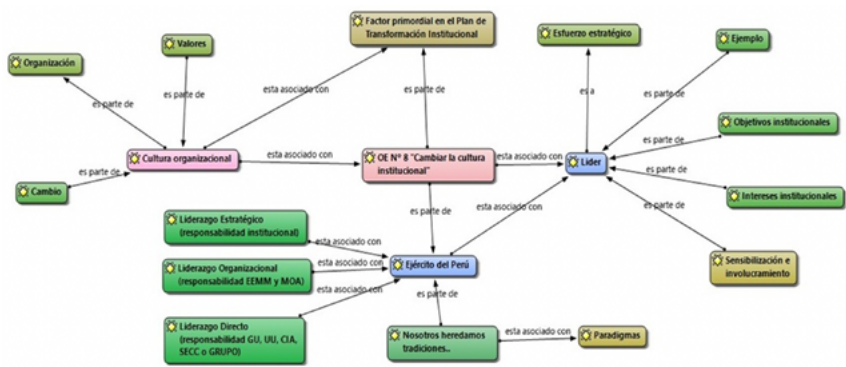 Factor primordial en el Plan de
Transformación Institucional
Esfuerzo estratégico
Valores
Ejemplo
Organización
es parte de
es parte de
esta asociado con
es parte de
es a
es parte de
Objetivos institucionales
es parte de
Cultura organizacional
esta asociado con
OE Nº 8 "Cambiar la cultura
institucional"
esta asociado con
Lider
es parte de
Cambio
es parte de
Intereses institucionales
es parte de
esta asociado con
es parte de
Liderazgo Estratégico
(responsabilidad institucional)
esta asociado con
Liderazgo Organizacional
(responsabilidad EEMM y MOA)
esta asociado con
Ejército del Perú
Sensibilización e
involucramiento
esta asociado con
es parte de
Liderazgo Directo
(responsabilidad GU, UU, CIA,
SECC o GRUPO)
Nosotros heredamos
tradiciones..
esta asociado con
Paradigmas